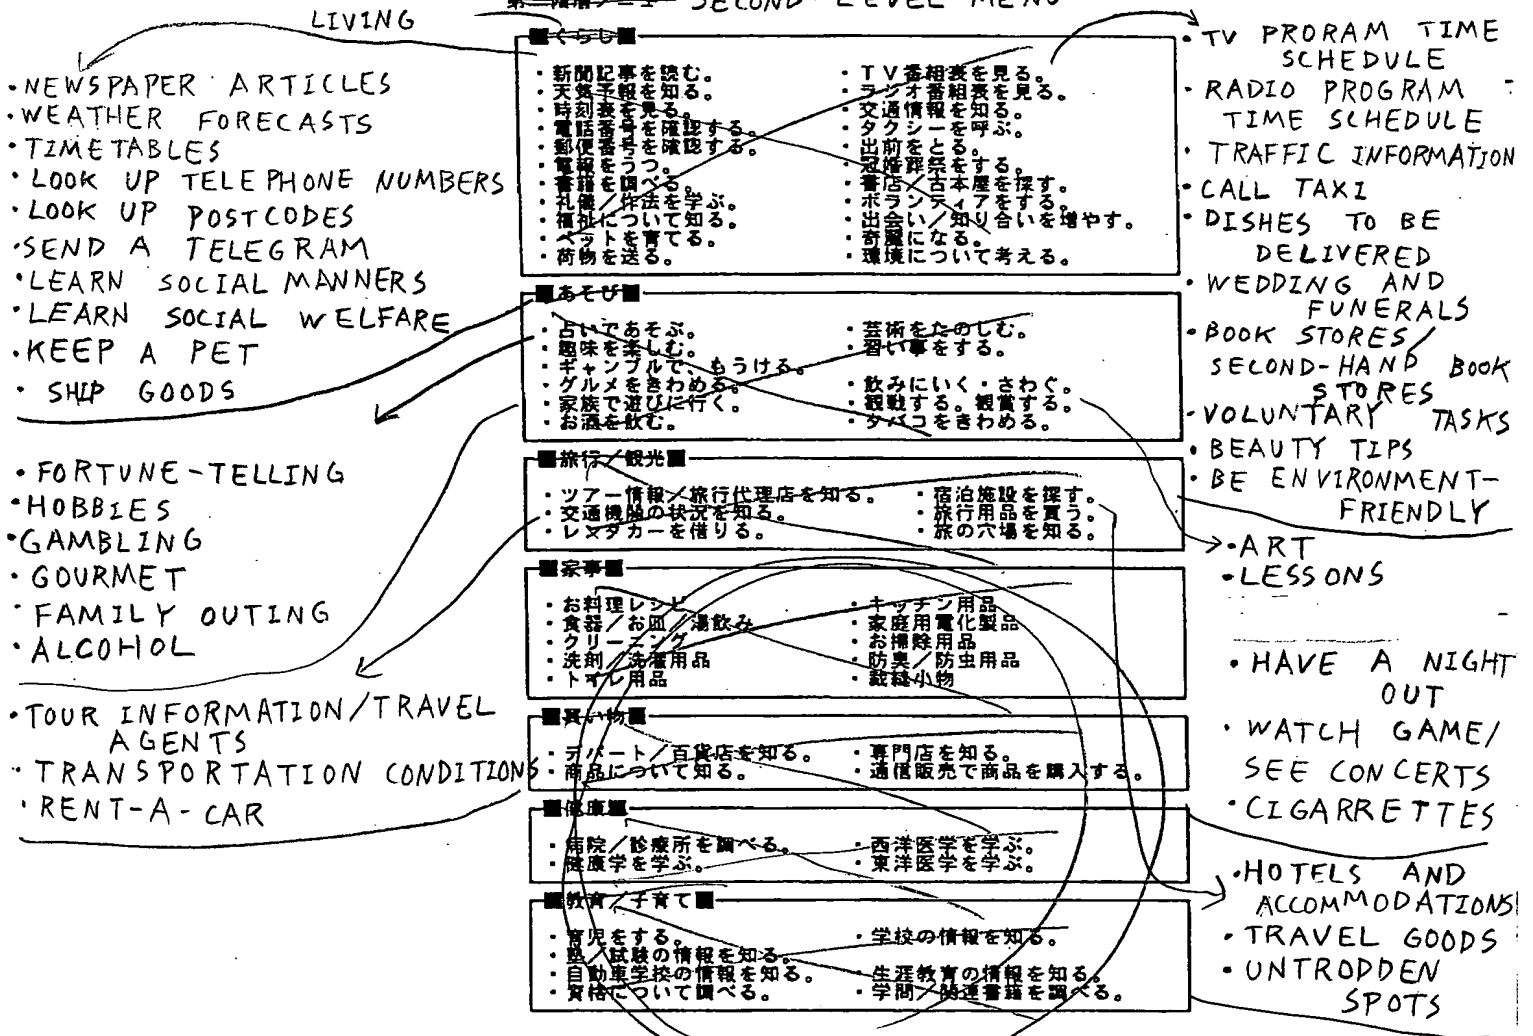 第二階層メニュー SECOND LEVEL MENU
LIVING
・NEWSPAPER ARTICLES
・WEATHER FORECASTS
・TIMETABLES
・LOOK UP TELEPHONE NUMBERS
・LOOK UP POSTCODES
・SEND A TELEGRAM
・LEARN SOCIAL MANNERS
・LEARN SOCIAL WELFARE
・KEEP A PET
・SHIP GOODS
・FORTUNE-TELLING
・HOBBIES
・GAMBLING
・GOURMET
・FAMILY OUTING
・ALCOHOL
・TOUR INFORMATION/TRAVEL
AGENTS
・TRANSPORTATION CONDITIONS
・RENT-A-CAR
■くらし■
・新聞記事を読む。
・天気予報を知る。
・時刻表を見る。
・電話番号を確認する。
・郵便番号を確認する。
・電報をうつ。
・書籍を調べる。
・礼儀／作法を学ぶ。
・福祉について知る。
・ペットを育てる。
・荷物を送る。
・ＴＶ番組表を見る。
・ラジオ番組表を見る。
・交通情報を知る。
・タクシーを呼ぶ。
・出前をとる。
・冠婚葬祭をする。
・書店／古本屋を探す。
・ボランティアをする。
・出会い／知り合いを増やす。
・奇麗になる。
・環境について考える。
■あそび■
・占いであそぶ。
・趣味を楽しむ。
・ギャンブルで、もうける。
・グルメをきわめる。
・家族で遊びに行く。
・お酒を飲む。
・芸術をたのしむ。
・習い事をする。
・飲みにいく・さわぐ。
・観戦する。観賞する。
・タバコをきわめる。
■旅行／観光■
・ツアー情報／旅行代理店を知る。
・交通機関の状況を知る。
・レンタカーを借りる。
・宿泊施設を探す。
・旅行用品を買う。
・旅の穴場を知る。
■家事■
・お料理レシピ
・食器／お皿／湯飲み
・クリーニング
・洗剤／洗濯用品
・トイレ用品
・キッチン用品
・家庭用電化製品
・お掃除用品
・防臭／防虫用品
・裁縫小物
■買い物■
・デパート／百貨店を知る。
・商品について知る。
・専門店を知る。
・通信販売で商品を購入する。
■健康■
・病院／診療所を調べる。
・健康学を学ぶ。
・西洋医学を学ぶ。
・東洋医学を学ぶ。
■教育／子育て■
・育児をする。
・塾／試験の情報を知る。
・自動車学校の情報を知る。
・資格について調べる。
・学校の情報を知る。
・生涯教育の情報を知る。
・学問／関連書籍を調べる。
・TV PRORAM TIME
SCHEDULE
・RADIO PROGRAM
TIME SCHEDULE
・TRAFFIC INFORMATION
・CALL TAXI
・DISHES TO BE
DELIVERED
・WEDDING AND
FUNERALS
・BOOK STORES/
SECOND-HAND BOOK
STORES
・VOLUNTARY TASKS
・BEAUTY TIPS
・BE ENVIRONMENT-
FRIENDLY
・ART
・LESSONS
・HAVE A NIGHT
OUT
・WATCH GAME/
SEE CONCERTS
・CIGARRETTES
・HOTELS AND
ACCOMMODATIONS
・TRAVEL GOODS
・UNTRODDEN
SPOTS